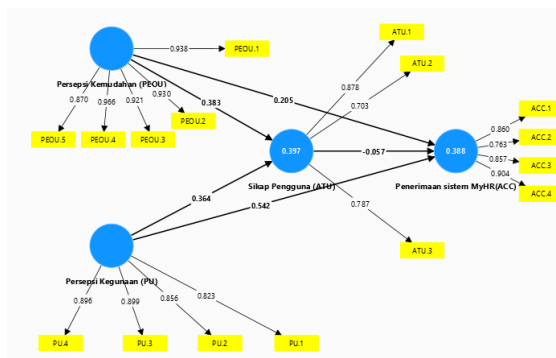 ATU.1
0.938
PEOU.1
ATU.2
Persepsi Kemudahan (PEOU)
0.878
0.870
0.966
0.921
0.930
0.383
0.703
0.205
ACC.1
PEOU.2
0.860
PEOU.5
PEOU.4
PEOU.3
0.763
ACC.2
0.397
-0.057
0.388
0.857
ACC.3
0.904
Sikap Pengguna (ATU)
Penerimaan sistem MyHR(ACC)
ACC.4
0.364
0.542
0.787
ATU.3
Persepsi Kegunaan (PU)
0.896
0.899
0.856
0.823
PU.4
PU.3
PU.2
PU.1